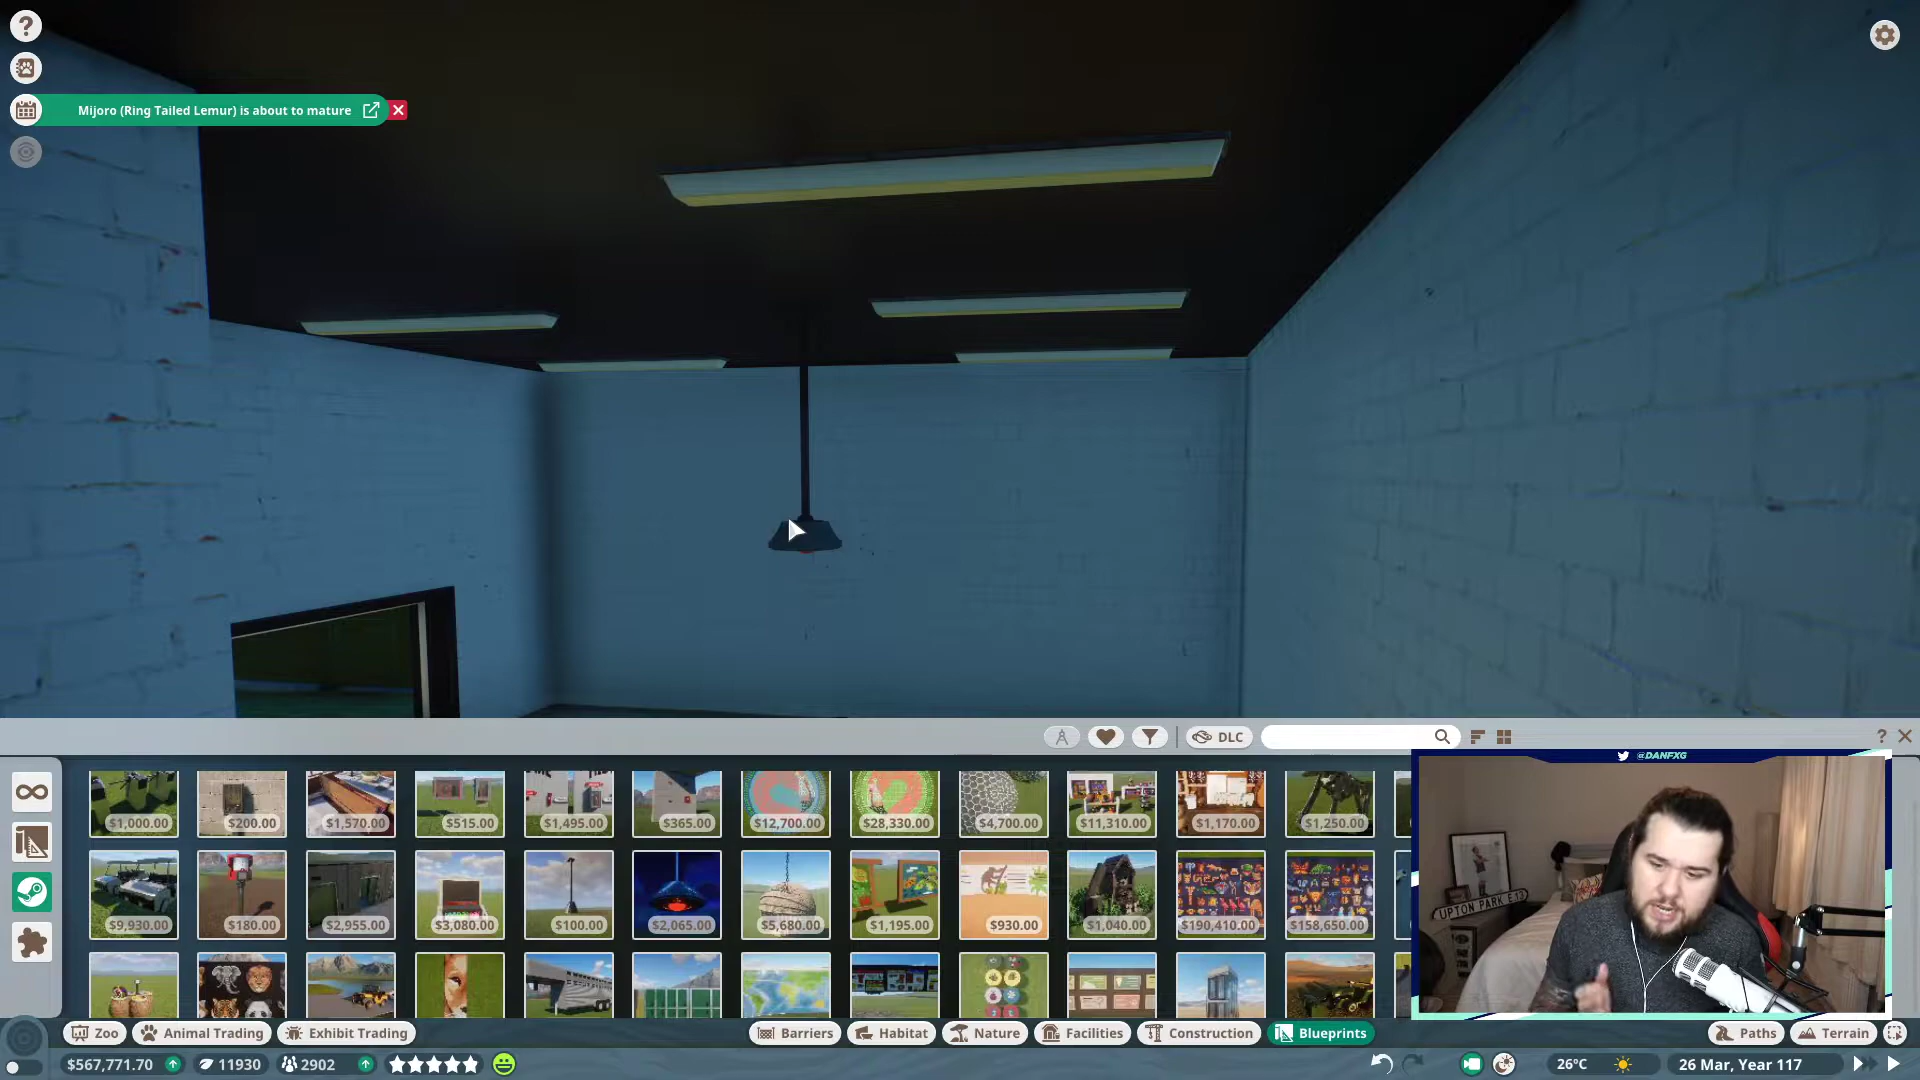 ?
Mijoro (Ring Tailed Lemur) is about to mature
DLC
?
@DANFXG
$1,000.00
$200.00
$1,570.00
$515.00
$1,495.00
$365.00
$12,700.00
$28,330.00
$4,700.00
$11,310.00
$1,170.00
$1,250.00
$9,930.00
$180.00
$2,955.00
$3,080.00
$100.00
$2,065.00
$5,680.00
$1,195.00
$930.00
$1,040.00
$190,410.00
$158,650.00
UPTON PARK E.13
Zoo
Animal Trading
Exhibit Trading
Barriers
Habitat
Nature
Facilities
Construction
Blueprints
Paths
Terrain
$567,771.70
11930
2902
26°C
26 Mar, Year 117